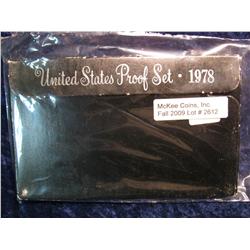 United States Proof Set · 1978
McKee Coins, Inc.
Fall 2009 Lot # 2612